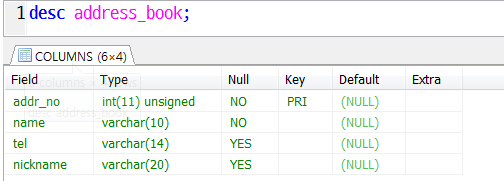 1 desc address_book;
COLUMNS (6×4)
Field Type Null Key Default Extra
addr_no int(11) unsigned NO PRI (NULL)
name varchar(10) NO (NULL)
tel varchar(14) YES (NULL)
nickname varchar(20) YES (NULL)